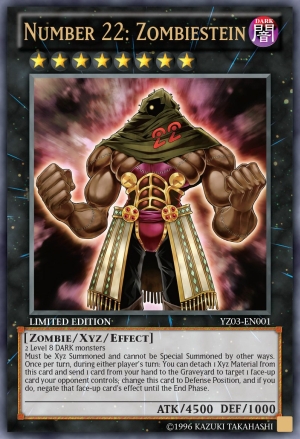 NUMBER 22: ZOMBIESTEIN
DARK
闇
22
LIMITED EDITION
YZ03-EN001
[ZOMBIE/XYZ/EFFECT]
2 Level 8 DARK monsters
Must be Xyz Summoned and cannot be Special Summoned by other ways.
Once per turn, during either player's turn: You can detach 1 Xyz Material from
this card and send 1 card from your hand to the Graveyard to target 1 face-up
card your opponent controls; change this card to Defense Position, and if you
do, negate that face-up card's effect until the End Phase.
ATK/4500 DEF/1000
©1996 KAZUKI TAKAHASHI